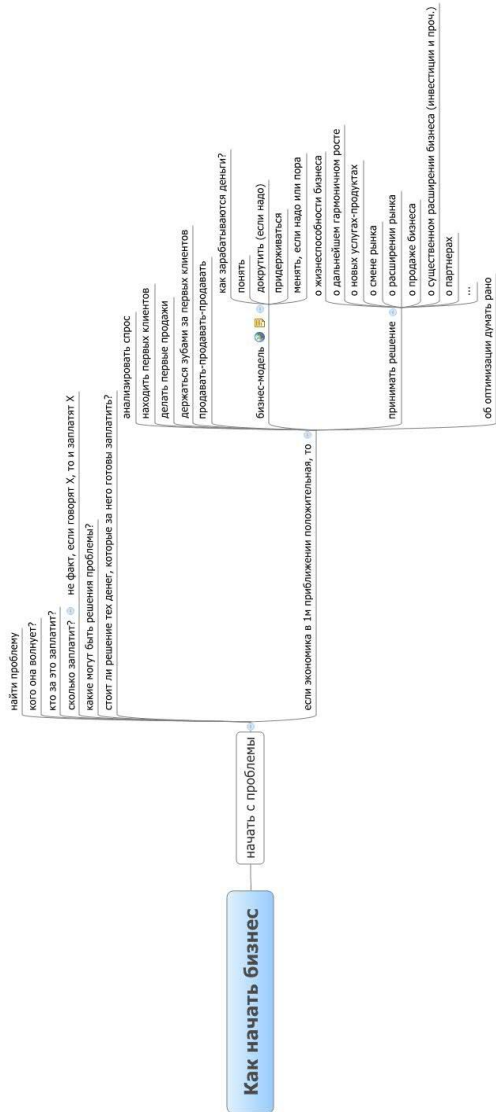 Как начать бизнес
начать с проблемы
найти проблему
кого она волнует?
кто за это заплатит?
сколько заплатит?
не факт, если говорят X, то и заплатят X
какие могут быть решения проблемы?
стоит ли решение тех денег, которые за него готовы заплатить?
если экономика в 1м приближении положительная, то
анализировать спрос
находить первых клиентов
делать первые продажи
держаться зубами за первых клиентов
продавать-продавать-продавать
бизнес-модель
как зарабатываются деньги?
понять
докрутить (если надо)
придерживаться
менять, если надо или пора
принимать решение
о жизнеспособности бизнеса
о дальнейшем гармоничном росте
о новых услугах-продуктах
о смене рынка
о расширении рынка
о продаже бизнеса
о существенном расширении бизнеса (инвестиции и проч.)
о партнерах
...
об оптимизации думать рано